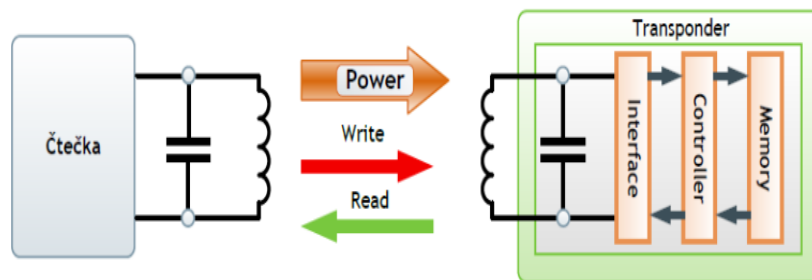 Čtečka
Power
Write
Read
Transponder
Interface
Controller
Memory